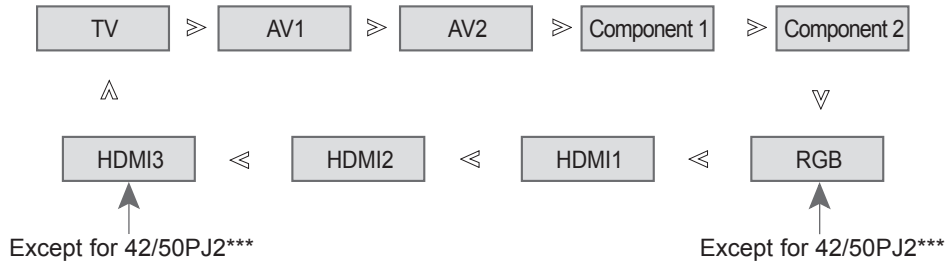 TV
AV1
AV2
Component 1
Component 2
HDMI3
HDMI2
HDMI1
RGB
Except for 42/50PJ2***
Except for 42/50PJ2***